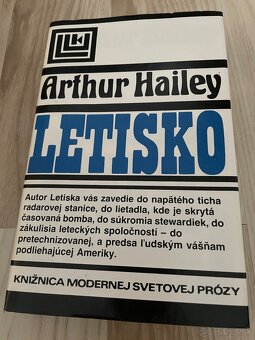 Arthur Hailey
LETISKO
Autor Letiska vás zavedie do napätého ticha
radarovej stanice, do lietadla, kde je skrytá
časovaná bomba, do súkromia stewardiek, do
zákulisia leteckých spoločností – do
pretechnizovanej, a predsa ľudským vášňam
podliehajúcej Ameriky.
KNIŽNICA MODERNEJ SVETOVEJ PRÓZY